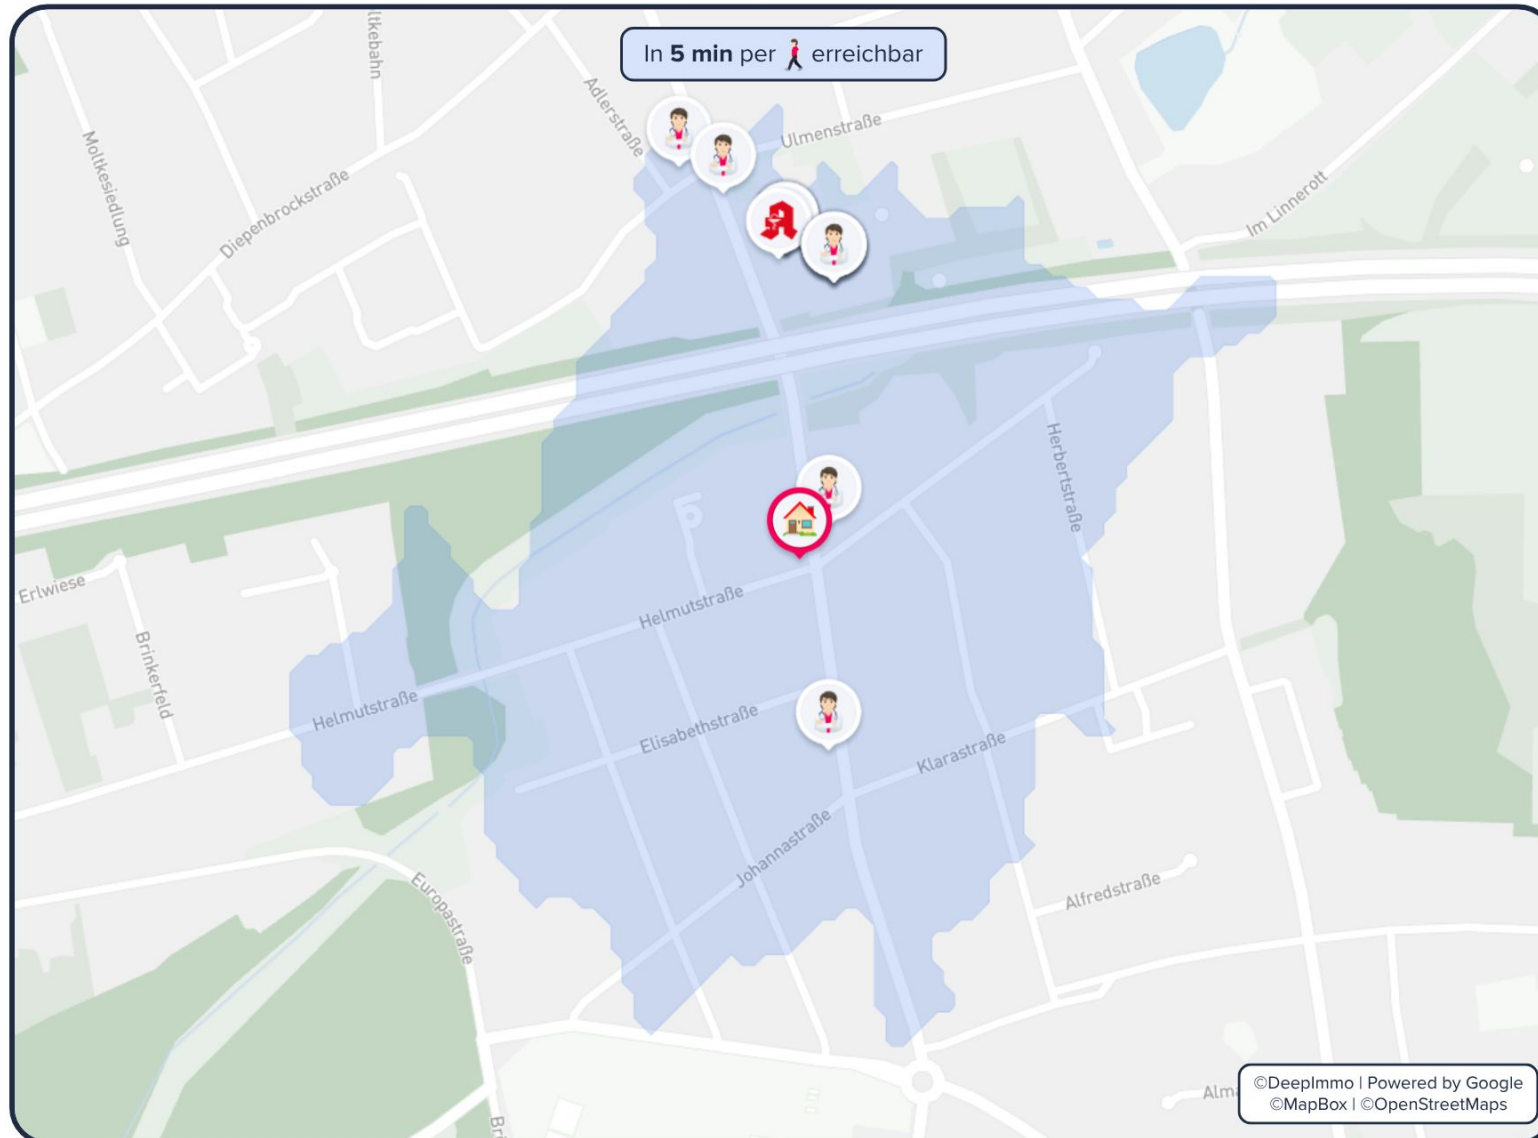 In 5 min per erreichbar
Adlerstraße
Ulmenstraße
Moltkesiedlung
Diepenbrockstraße
Im Linnerott
Herbertstraße
Erlwiese
Brinkerfeld
Helmutstraße
Helmutstraße
Elisabethstraße
Klarastraße
Johannastraße
Europastraße
Alfredstraße
©DeepImmo | Powered by Google
©MapBox | ©OpenStreetMaps